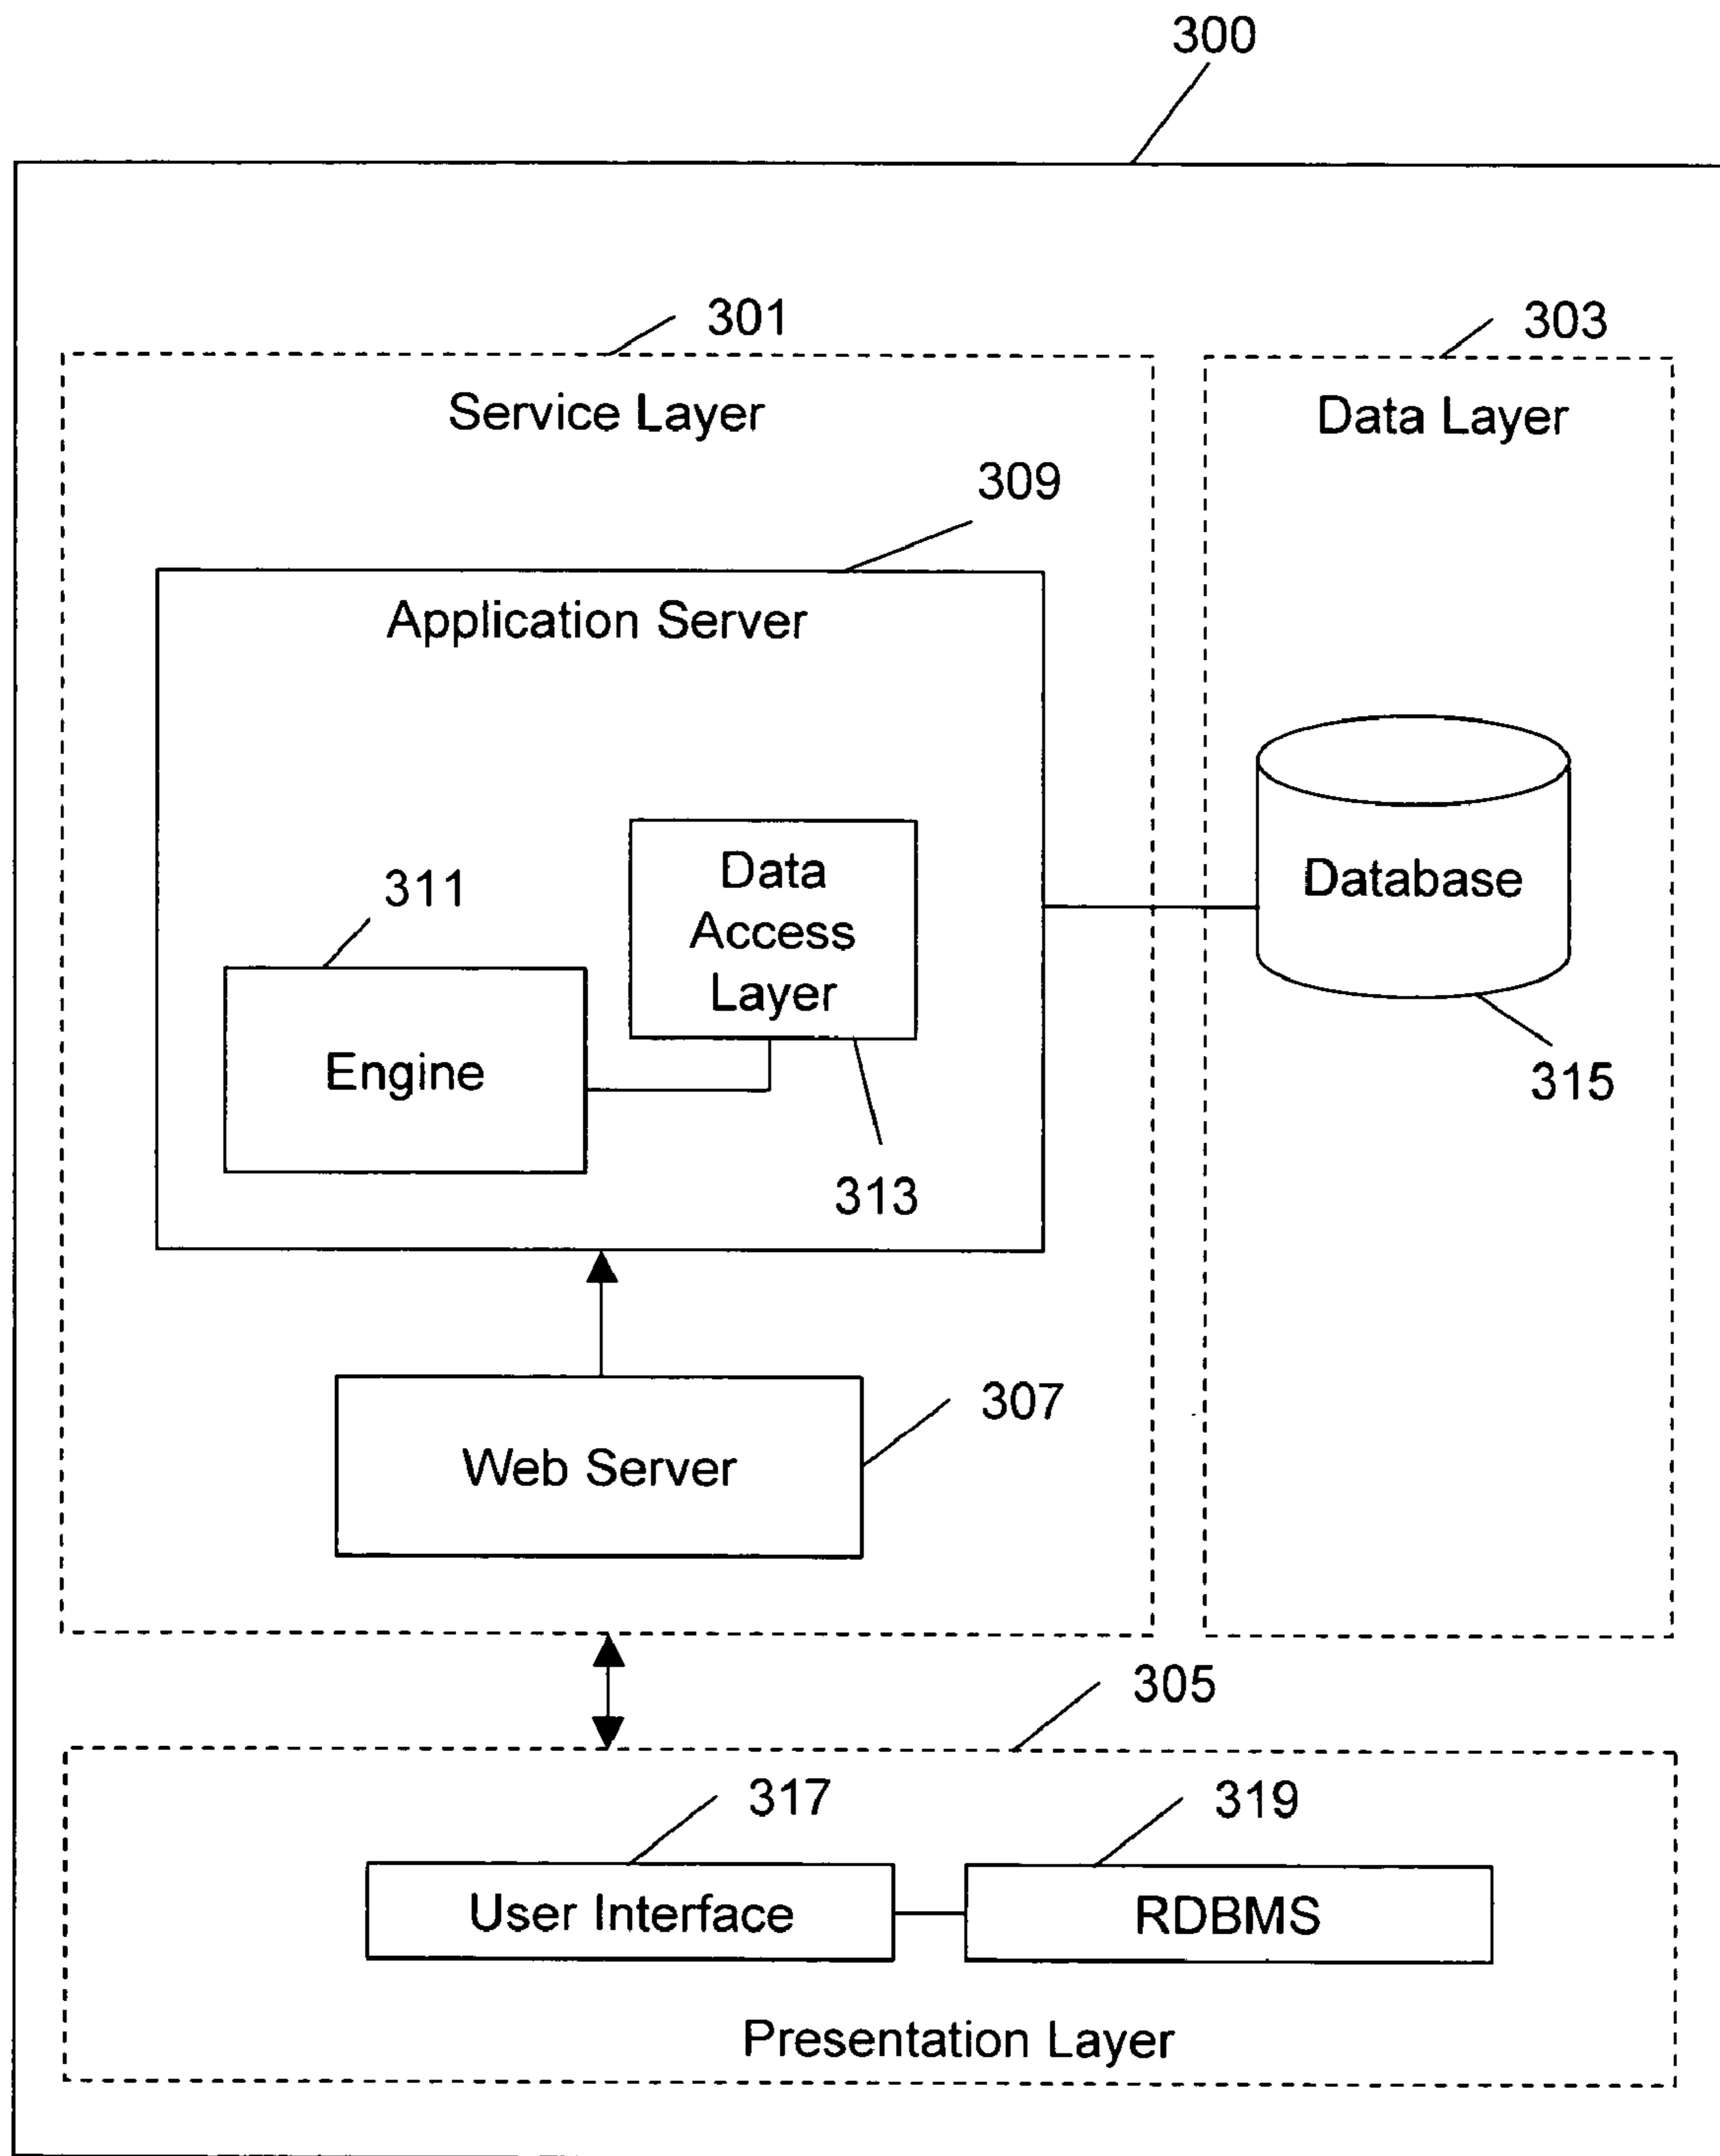 300
301
303
Service Layer
Data Layer
309
Application Server
Data
Access
Layer
311
Database
Engine
315
313
307
Web Server
305
317
319
User Interface
RDBMS
Presentation Layer